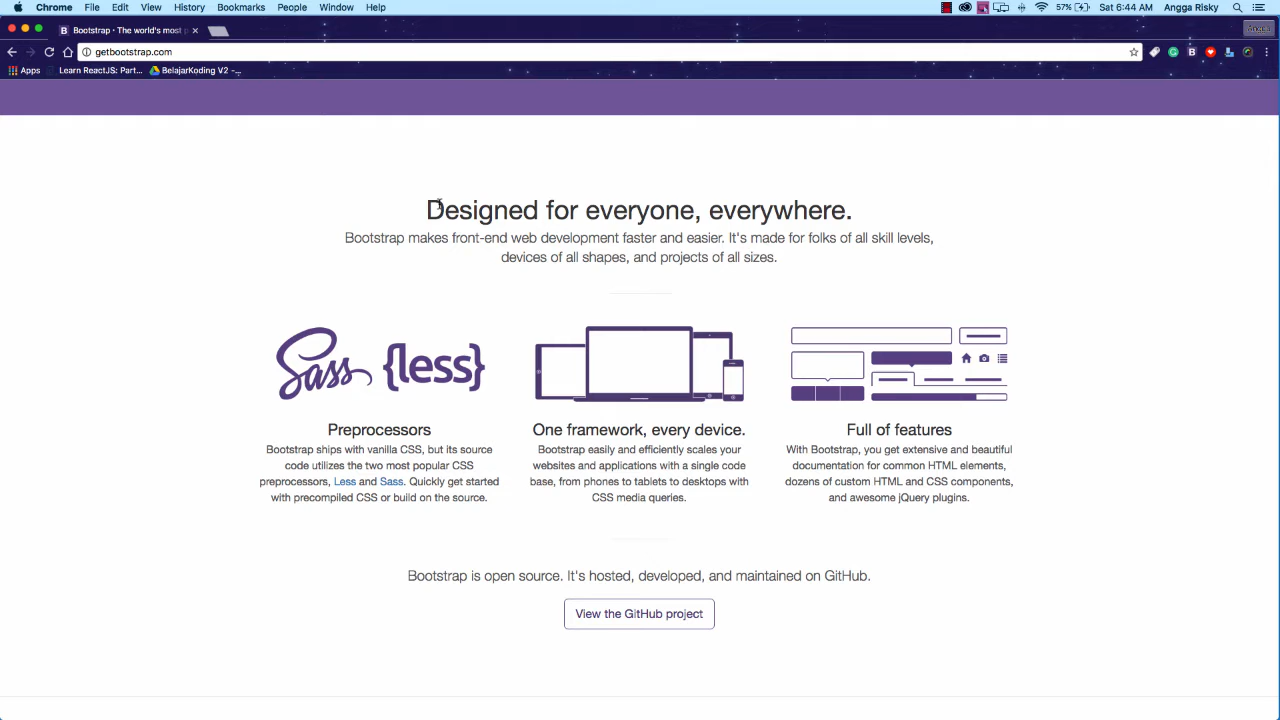 Chrome File Edit View History Bookmarks People Window Help 57% Sat 6:44 AM Angga Risky
Bootstrap · The world's most p
getbootstrap.com
Apps Learn ReactJS: Part... BelajarKoding V2 -...
Designed for everyone, everywhere.
Bootstrap makes front-end web development faster and easier. It's made for folks of all skill levels,
devices of all shapes, and projects of all sizes.
Sass {less}
Preprocessors
Bootstrap ships with vanilla CSS, but its source
code utilizes the two most popular CSS
preprocessors, Less and Sass. Quickly get started
with precompiled CSS or build on the source.
One framework, every device.
Bootstrap easily and efficiently scales your
websites and applications with a single code
base, from phones to tablets to desktops with
CSS media queries.
Full of features
With Bootstrap, you get extensive and beautiful
documentation for common HTML elements,
dozens of custom HTML and CSS components,
and awesome jQuery plugins.
Bootstrap is open source. It's hosted, developed, and maintained on GitHub.
View the GitHub project